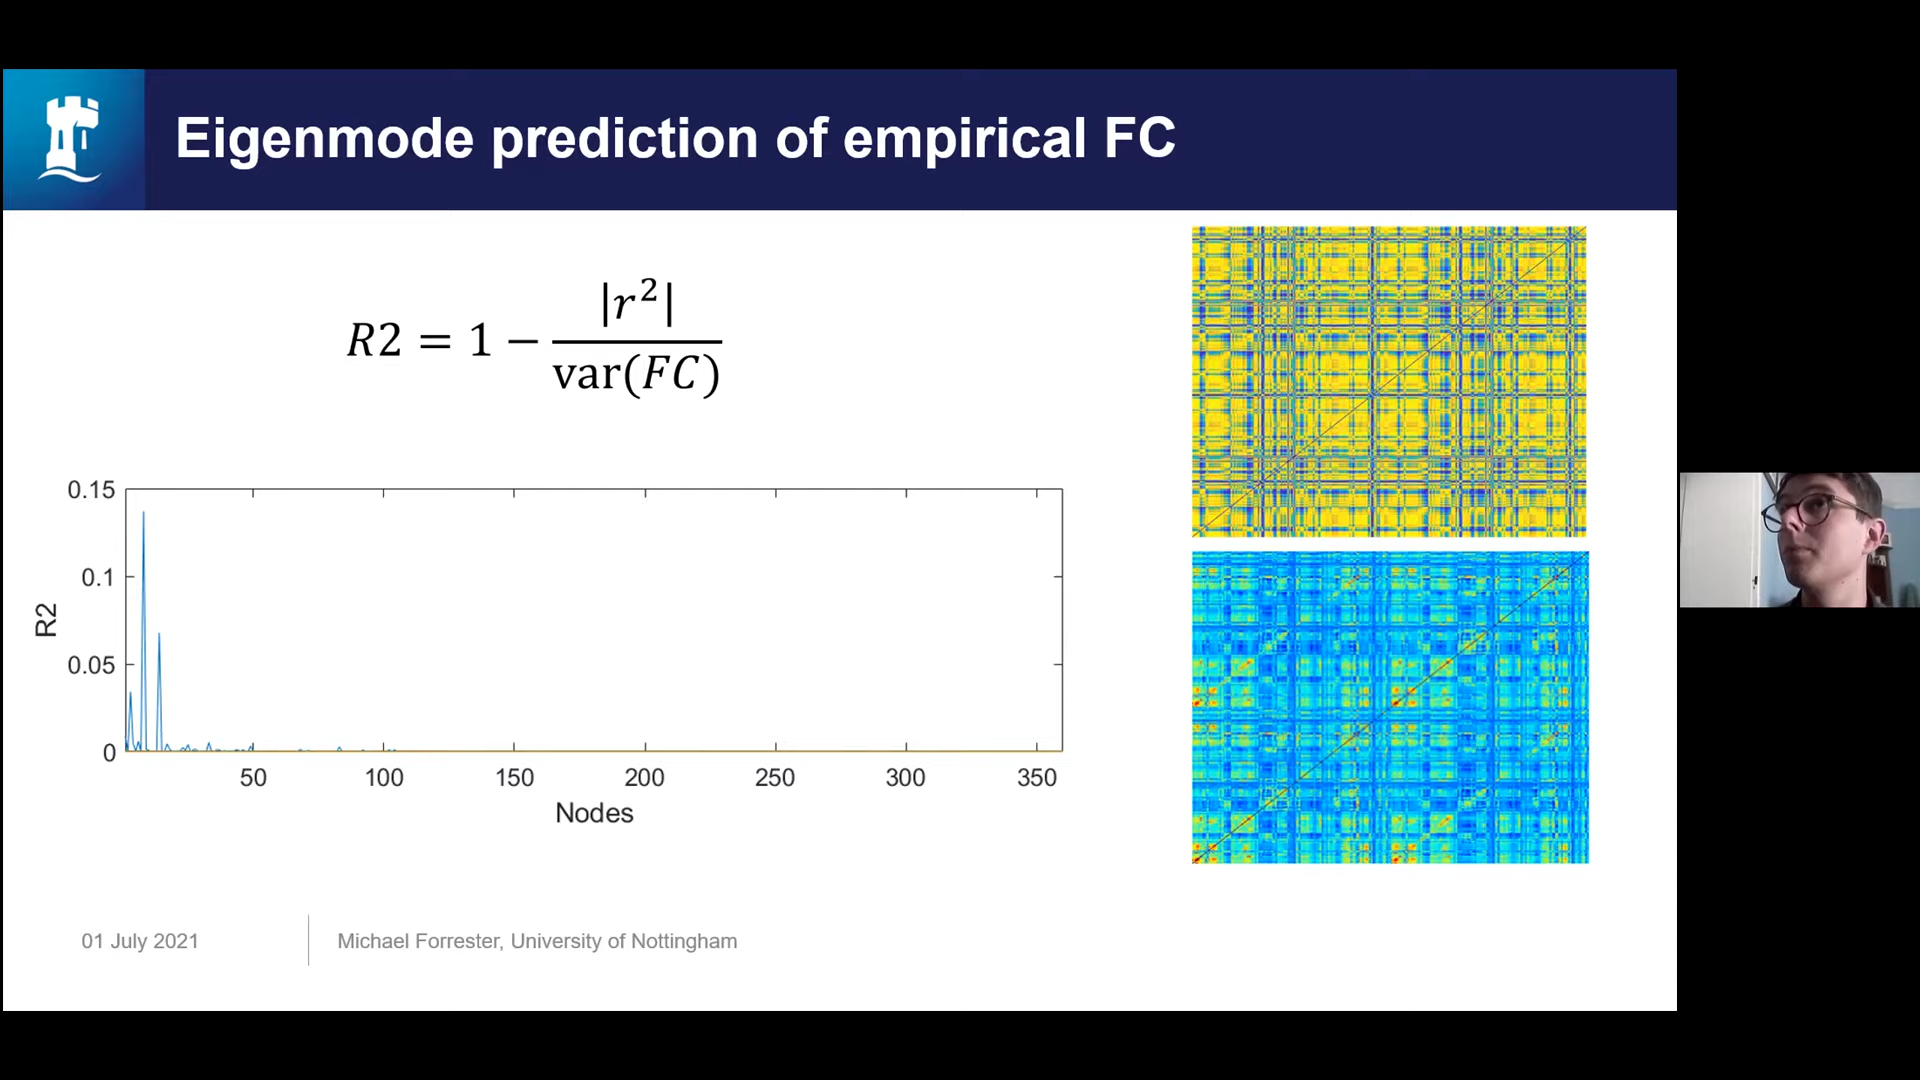 Eigenmode prediction of empirical FC
R2 = 1 − |r²| / var(FC)
0.15
0.1
0.05
0
R2
50 100 150 200 250 300 350
Nodes
01 July 2021
Michael Forrester, University of Nottingham